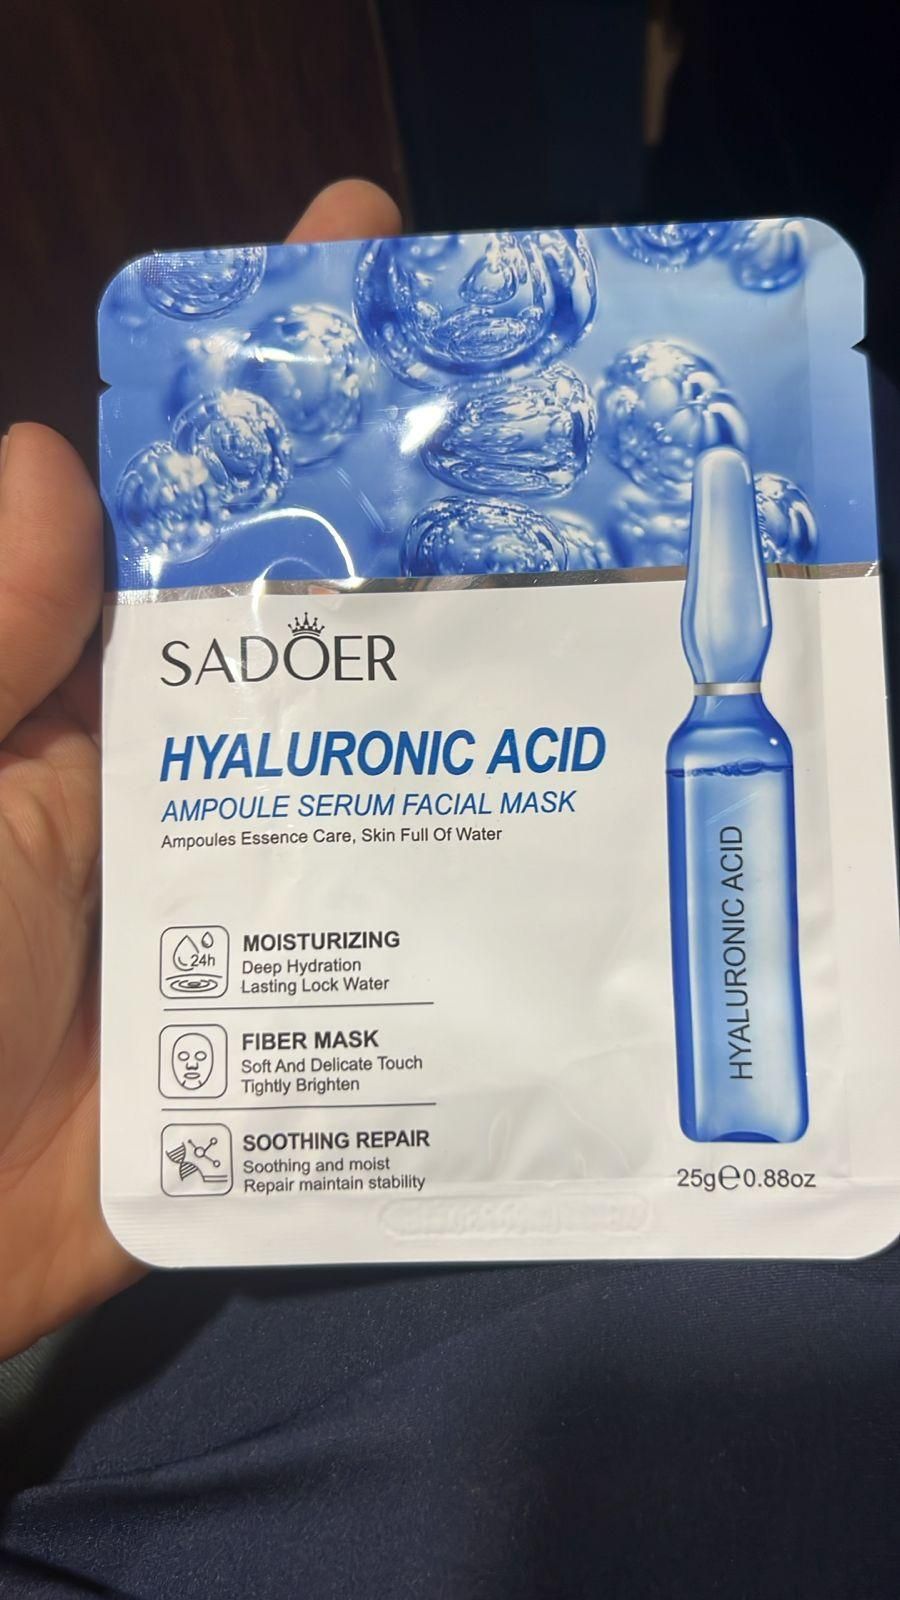 SADOER
HYALURONIC ACID
AMPOULE SERUM FACIAL MASK
Ampoules Essence Care, Skin Full Of Water
24h
MOISTURIZING
Deep Hydration
Lasting Lock Water
FIBER MASK
Soft And Delicate Touch
Tightly Brighten
SOOTHING REPAIR
Soothing and moist
Repair maintain stability
HYALURONIC ACID
25g℮0.88oz